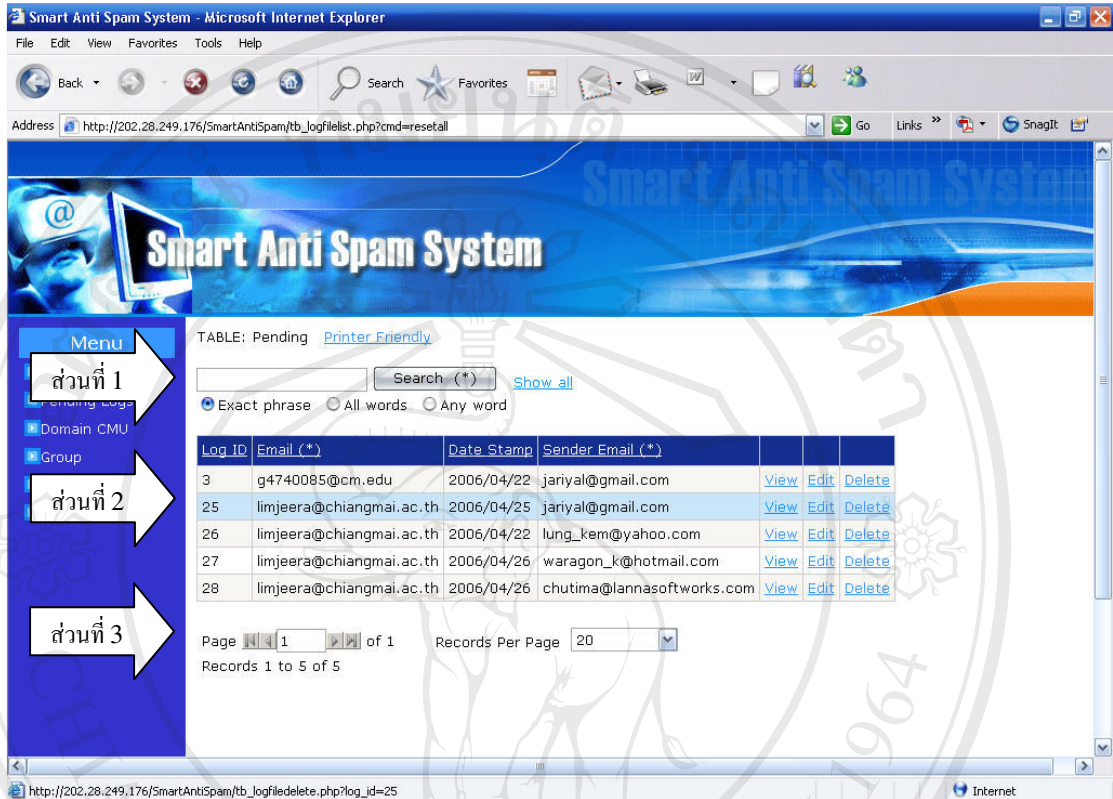 Smart Anti Spam System - Microsoft Internet Explorer
File Edit View Favorites Tools Help
Back Search Favorites
Address http://202.28.249.176/SmartAntiSpam/tb_logfilelist.php?cmd=resetall Go Links » SnagIt
Smart Anti Spam System
Smart Anti Spam System
Menu
TABLE: Pending Printer Friendly
ส่วนที่ 1
Search (*) Show all
Pending Logs
Exact phrase All words Any word
Domain CMU
Group
ส่วนที่ 2
Log ID Email (*) Date Stamp Sender Email (*)
3 g4740085@cm.edu 2006/04/22 jariyal@gmail.com View Edit Delete
25 limjeera@chiangmai.ac.th 2006/04/25 jariyal@gmail.com View Edit Delete
26 limjeera@chiangmai.ac.th 2006/04/22 lung_kem@yahoo.com View Edit Delete
27 limjeera@chiangmai.ac.th 2006/04/26 waragon_k@hotmail.com View Edit Delete
28 limjeera@chiangmai.ac.th 2006/04/26 chutima@lannasoftworks.com View Edit Delete
ส่วนที่ 3
Page 1 of 1 Records Per Page 20
Records 1 to 5 of 5
1964
http://202.28.249.176/SmartAntiSpam/tb_logfiledelete.php?log_id=25 Internet